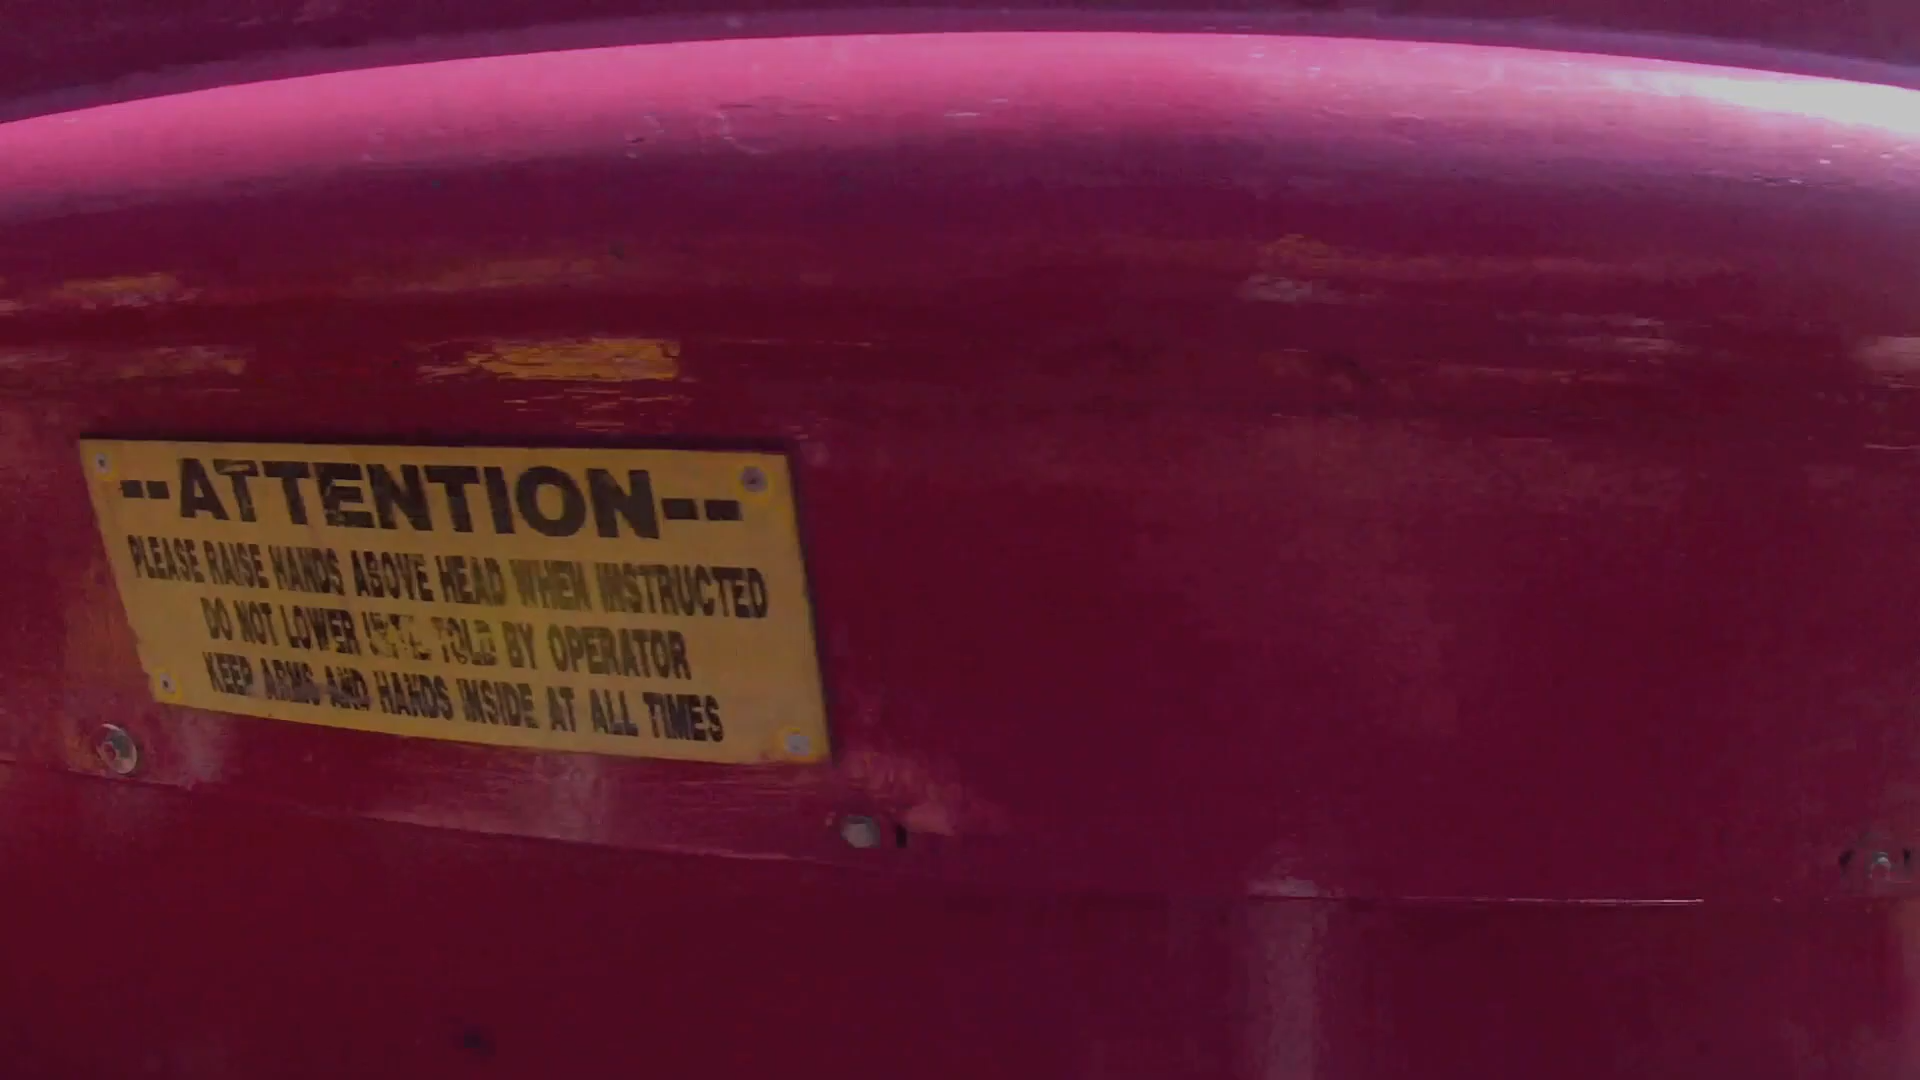 --ATTENTION--
PLEASE RAISE HANDS ABOVE HEAD WHEN INSTRUCTED
DO NOT LOWER UNTIL TOLD BY OPERATOR
KEEP ARMS AND HANDS INSIDE AT ALL TIMES